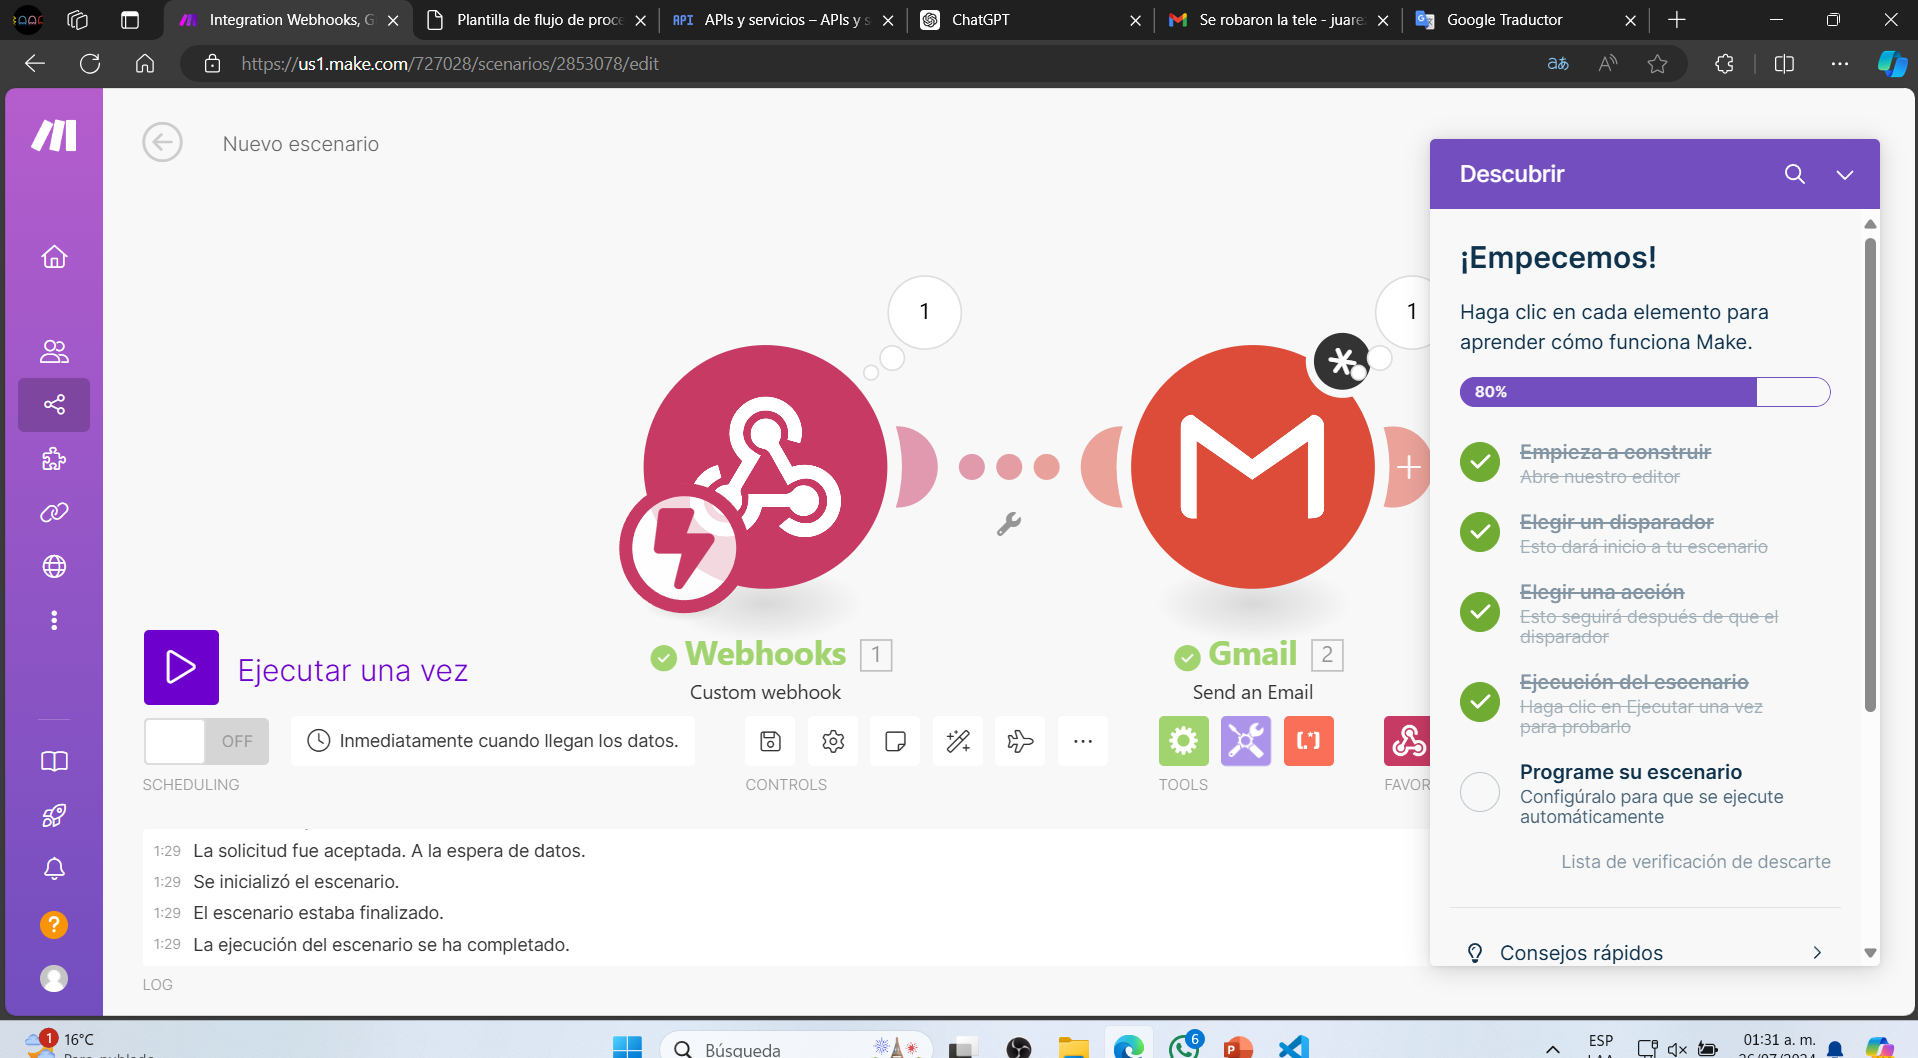 Integration Webhooks, G
Plantilla de flujo de proce
API
APIs y servicios – APIs y s
ChatGPT
Se robaron la tele - juare
Google Traductor
https://us1.make.com/727028/scenarios/2853078/edit
Nuevo escenario
1
1
Webhooks 1
Custom webhook
Gmail 2
Send an Email
Ejecutar una vez
OFF
Inmediatamente cuando llegan los datos.
SCHEDULING
CONTROLS
TOOLS
FAVOR
1:29 La solicitud fue aceptada. A la espera de datos.
1:29 Se inicializó el escenario.
1:29 El escenario estaba finalizado.
1:29 La ejecución del escenario se ha completado.
LOG
Descubrir
¡Empecemos!
Haga clic en cada elemento para
aprender cómo funciona Make.
80%
Empieza a construir
Abre nuestro editor
Elegir un disparador
Esto dará inicio a tu escenario
Elegir una acción
Esto seguirá después de que el
disparador
Ejecución del escenario
Haga clic en Ejecutar una vez
para probarlo
Programe su escenario
Configúralo para que se ejecute
automáticamente
Lista de verificación de descarte
Consejos rápidos
1
16°C
Búsqueda
6
ESP
01:31 a. m.